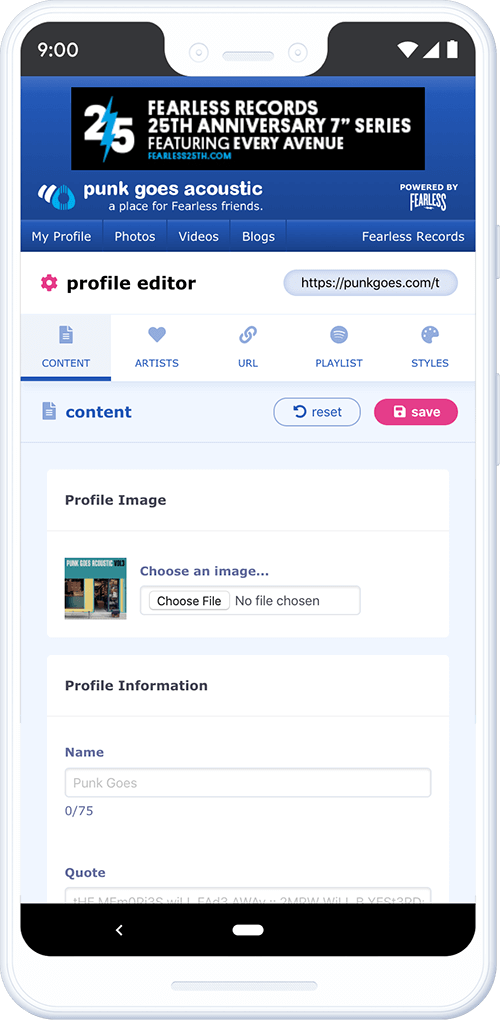 9:00
25
FEARLESS RECORDS
25TH ANNIVERSARY 7” SERIES
FEATURING EVERY AVENUE
FEARLESS25TH.COM
punk goes acoustic
a place for Fearless friends.
POWERED BY
FEARLESS
My Profile Photos Videos Blogs Fearless Records
profile editor https://punkgoes.com/t
CONTENT ARTISTS URL PLAYLIST STYLES
content reset save
Profile Image
PUNK GOES ACOUSTIC VOL3
Choose an image...
Choose File No file chosen
Profile Information
Name
Punk Goes
0/75
Quote